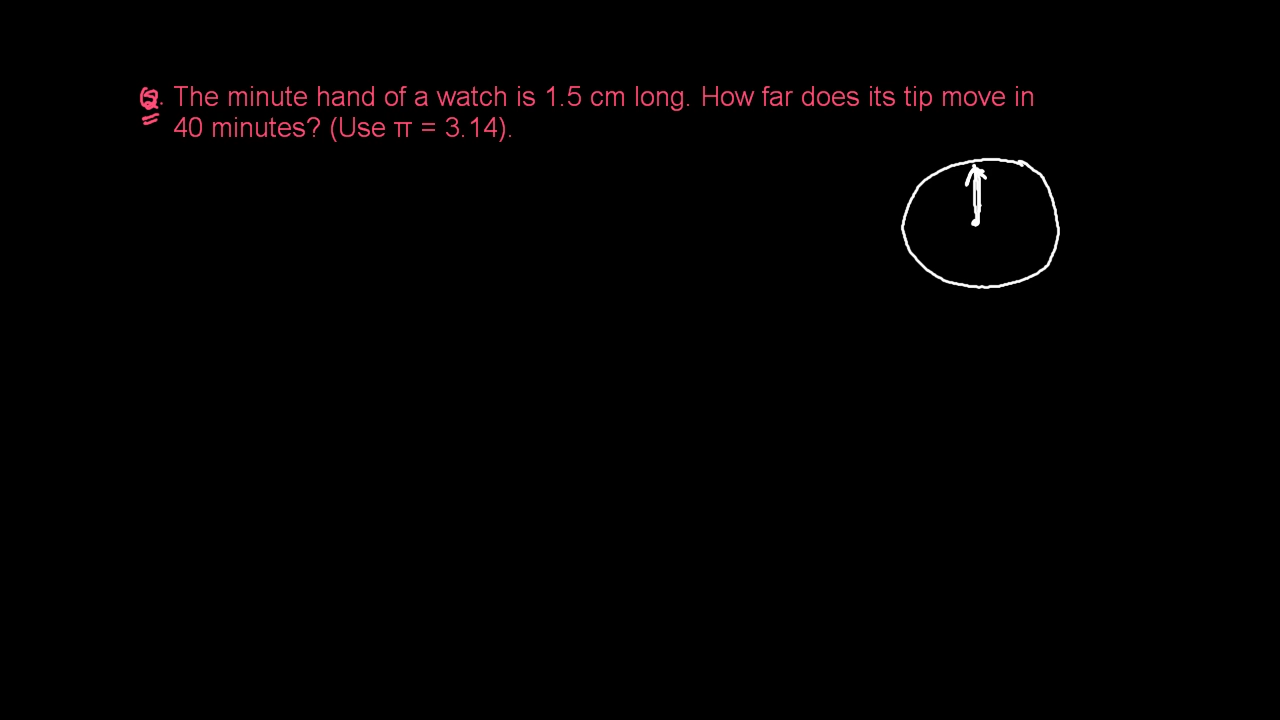 Q. The minute hand of a watch is 1.5 cm long. How far does its tip move in
40 minutes? (Use π = 3.14).